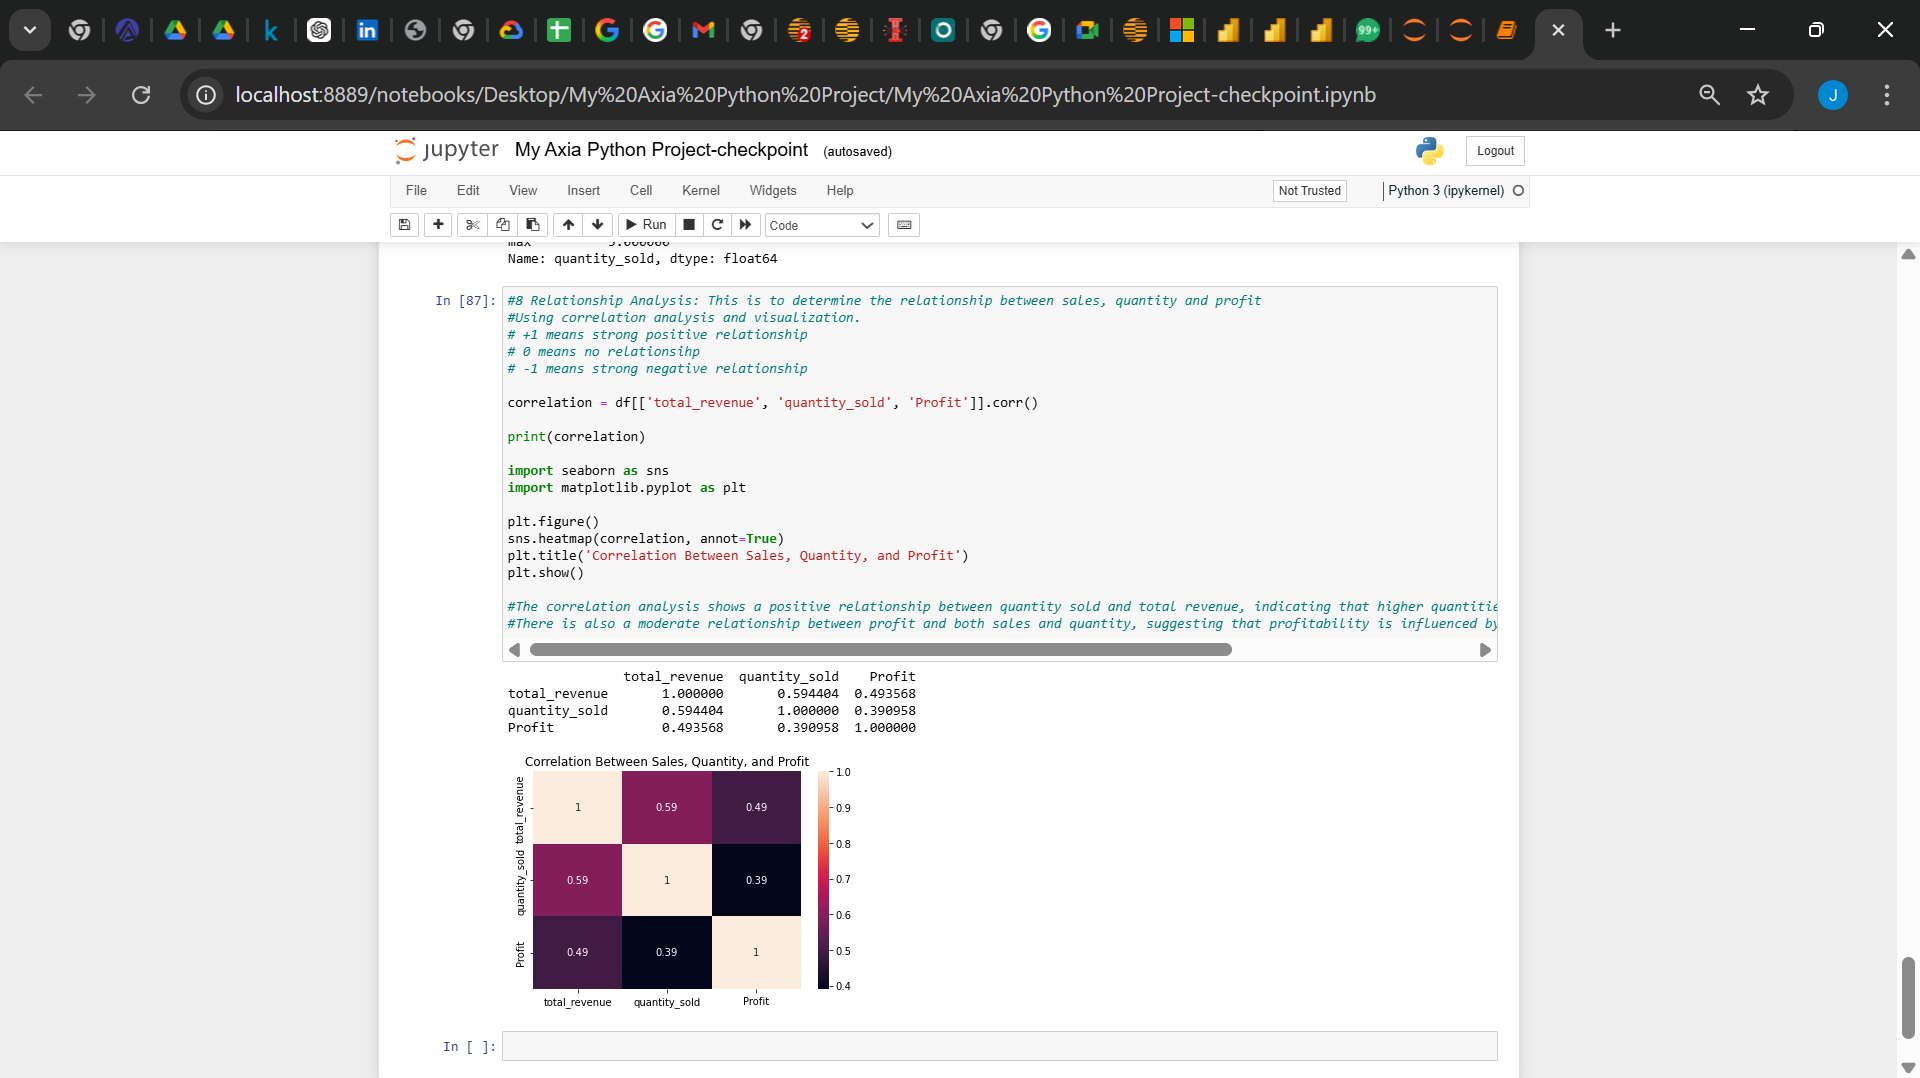 localhost:8889/notebooks/Desktop/My%20Axia%20Python%20Project/My%20Axia%20Python%20Project-checkpoint.ipynb
J
jupyter My Axia Python Project-checkpoint (autosaved)
Logout
File Edit View Insert Cell Kernel Widgets Help
Not Trusted
Python 3 (ipykernel)
Run
Code
max 5.000000
Name: quantity_sold, dtype: float64
In [87]:
#8 Relationship Analysis: This is to determine the relationship between sales, quantity and profit
#Using correlation analysis and visualization.
# +1 means strong positive relationship
# 0 means no relationsihp
# -1 means strong negative relationship
correlation = df[['total_revenue', 'quantity_sold', 'Profit']].corr()
print(correlation)
import seaborn as sns
import matplotlib.pyplot as plt
plt.figure()
sns.heatmap(correlation, annot=True)
plt.title('Correlation Between Sales, Quantity, and Profit')
plt.show()
#The correlation analysis shows a positive relationship between quantity sold and total revenue, indicating that higher quantitie
#There is also a moderate relationship between profit and both sales and quantity, suggesting that profitability is influenced by
total_revenue quantity_sold Profit
total_revenue 1.000000 0.594404 0.493568
quantity_sold 0.594404 1.000000 0.390958
Profit 0.493568 0.390958 1.000000
Correlation Between Sales, Quantity, and Profit
total_revenue 1 0.59 0.49
quantity_sold 0.59 1 0.39
Profit 0.49 0.39 1
total_revenue quantity_sold Profit
1.0
0.9
0.8
0.7
0.6
0.5
0.4
In [ ]: